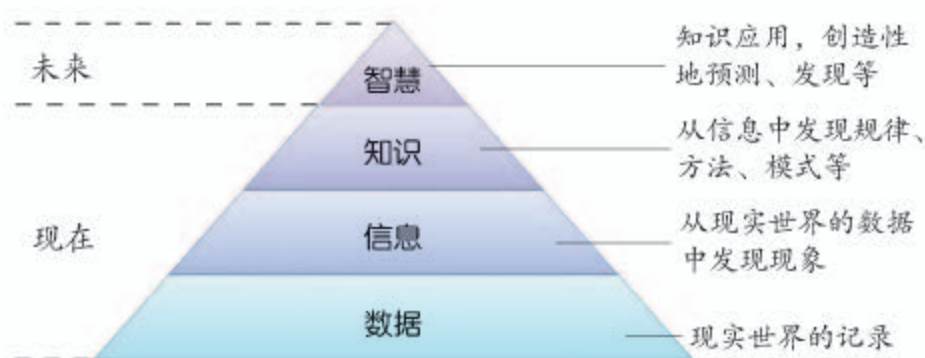 未来
智慧
知识应用，创造性
地预测、发现等
知识
从信息中发现规律、
方法、模式等
现在
信息
从现实世界的数据
中发现现象
数据
现实世界的记录